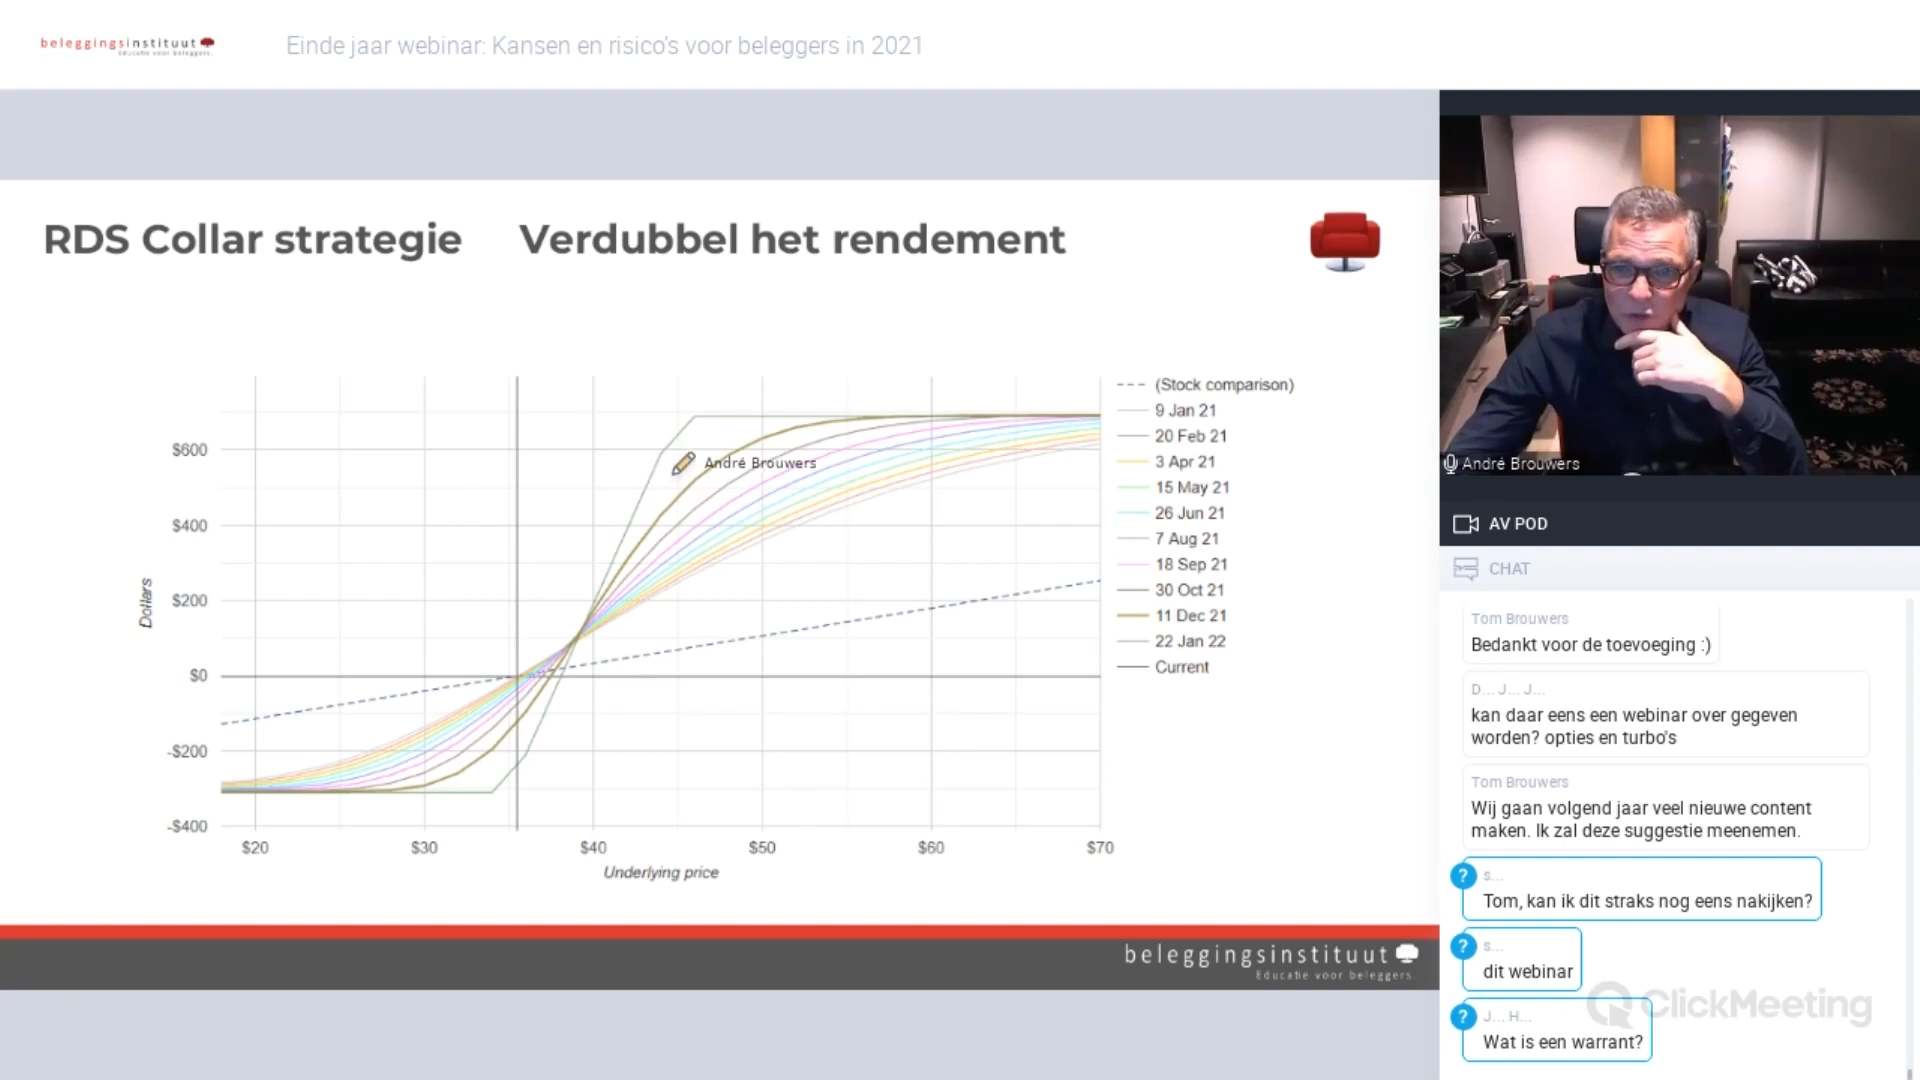 beleggingsinstituut
Educatie voor beleggers.
Einde jaar webinar: Kansen en risico's voor beleggers in 2021
RDS Collar strategie Verdubbel het rendement
$600
$400
$200
$0
-$200
-$400
Dollars
$20 $30 $40 $50 $60 $70
Underlying price
André Brouwers
(Stock comparison)
9 Jan 21
20 Feb 21
3 Apr 21
15 May 21
26 Jun 21
7 Aug 21
18 Sep 21
30 Oct 21
11 Dec 21
22 Jan 22
Current
beleggingsinstituut
Educatie voor beleggers.
André Brouwers
AV POD
CHAT
Tom Brouwers
Bedankt voor de toevoeging :)
D... J... J...
kan daar eens een webinar over gegeven
worden? opties en turbo's
Tom Brouwers
Wij gaan volgend jaar veel nieuwe content
maken. Ik zal deze suggestie meenemen.
? s...
Tom, kan ik dit straks nog eens nakijken?
? s...
dit webinar
ClickMeeting
? J... H...
Wat is een warrant?